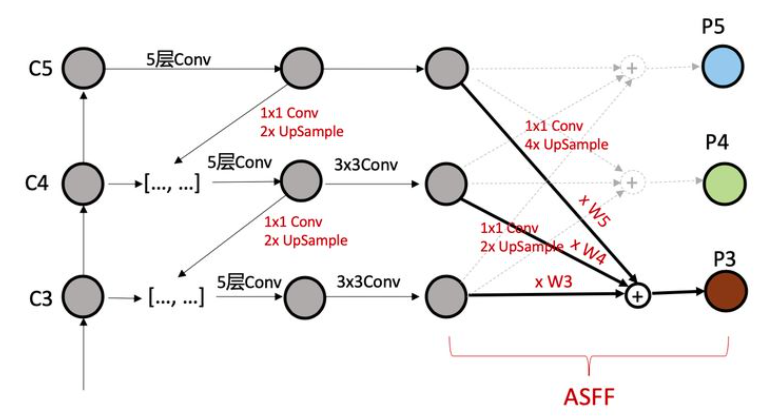 P5
C5
5层Conv
1x1 Conv
2x UpSample
1x1 Conv
4x UpSample
P4
C4
[..., ...]
5层Conv
3x3Conv
x W5
1x1 Conv
2x UpSample
1x1 Conv
2x UpSample
x W4
P3
C3
[..., ...]
5层Conv
3x3Conv
x W3
+
+
+
ASFF